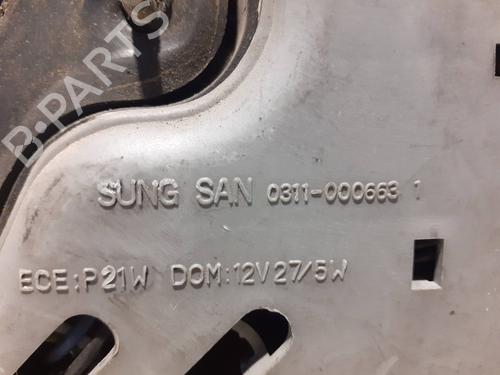 B-PARTS
SUNG SAN 0311-000663 1
ECE:P21W DOM:12V27/5W